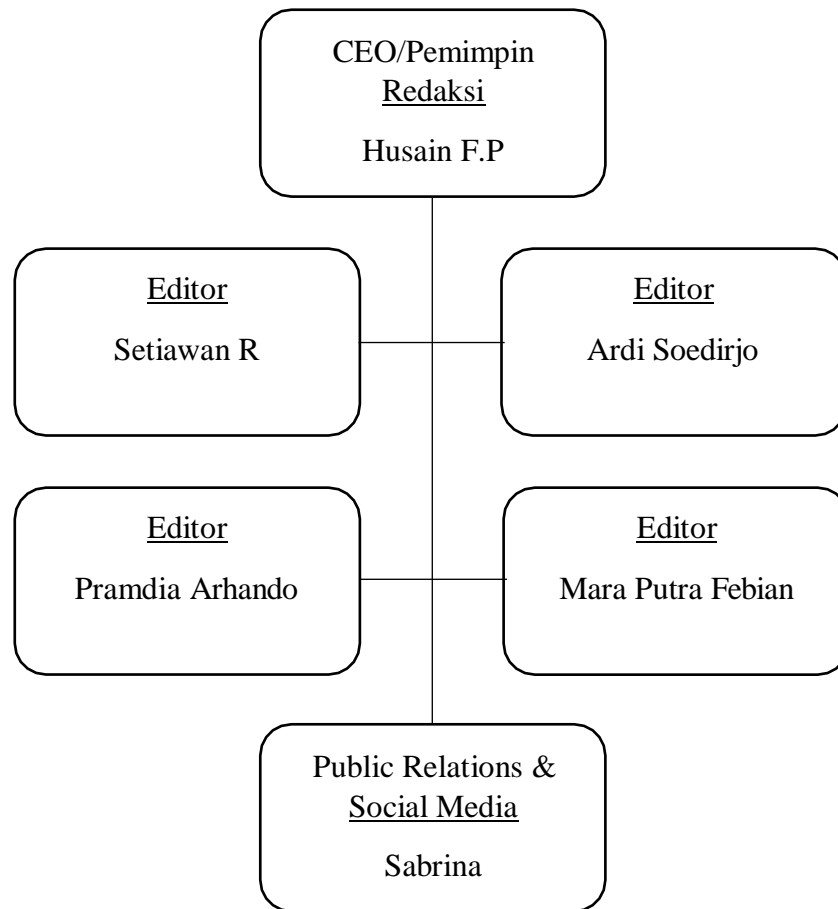 CEO/Pemimpin
Redaksi
Husain F.P
Editor
Setiawan R
Editor
Ardi Soedirjo
Editor
Pramdia Arhando
Editor
Mara Putra Febian
Public Relations &
Social Media
Sabrina